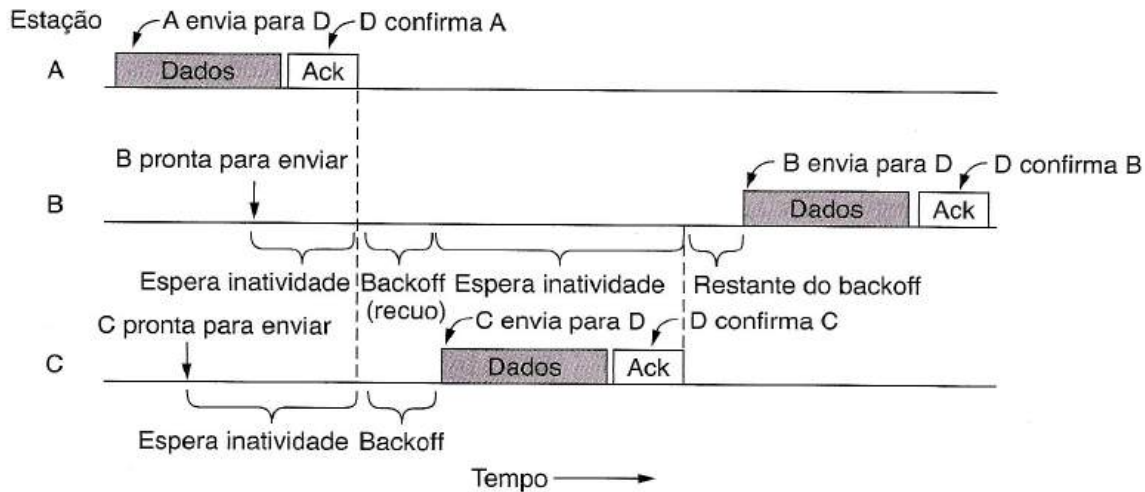 Estação
A envia para D
D confirma A
A
Dados
Ack
B pronta para enviar
B envia para D
D confirma B
B
Dados
Ack
Espera inatividade
Backoff
(recuo)
Espera inatividade
Restante do backoff
C pronta para enviar
C envia para D
D confirma C
C
Dados
Ack
Espera inatividade
Backoff
Tempo